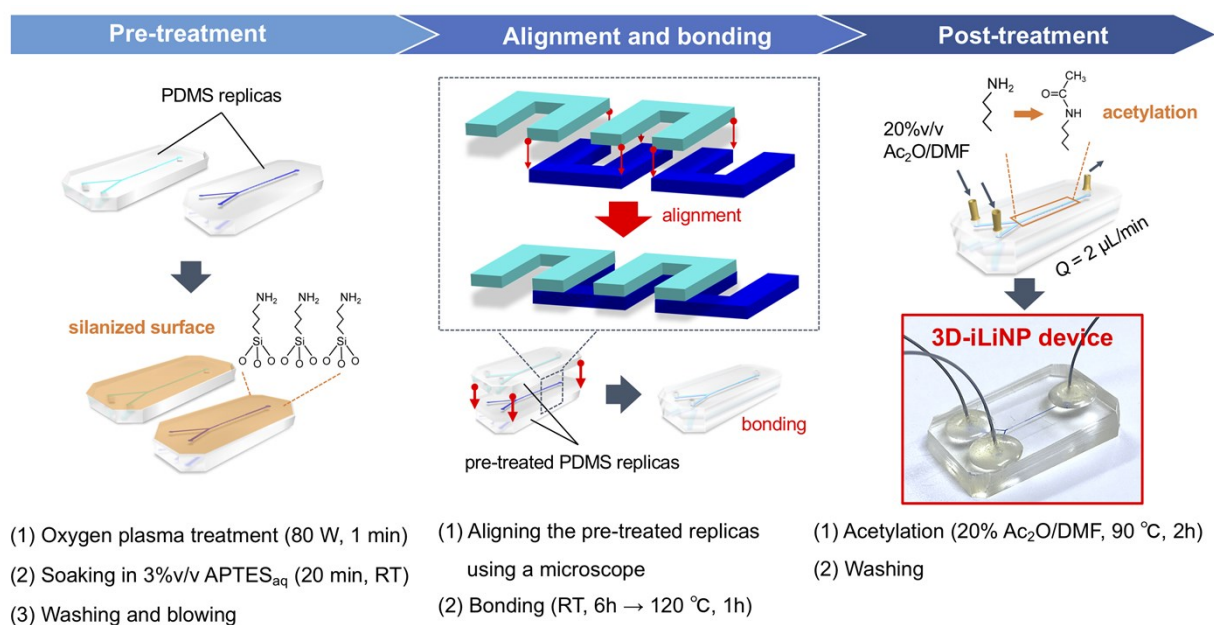 Pre-treatment
Alignment and bonding
Post-treatment
PDMS replicas
silanized surface
NH2
NH2
NH2
Si
Si
Si
O
O
O
O
O
O
O
O
O
(1) Oxygen plasma treatment (80 W, 1 min)
(2) Soaking in 3%v/v APTESaq (20 min, RT)
(3) Washing and blowing
alignment
bonding
pre-treated PDMS replicas
(1) Aligning the pre-treated replicas
using a microscope
(2) Bonding (RT, 6h → 120 ℃, 1h)
NH2
CH3
O
C
NH
acetylation
20%v/v
Ac2O/DMF
Q = 2 μL/min
3D-iLiNP device
(1) Acetylation (20% Ac2O/DMF, 90 ℃, 2h)
(2) Washing